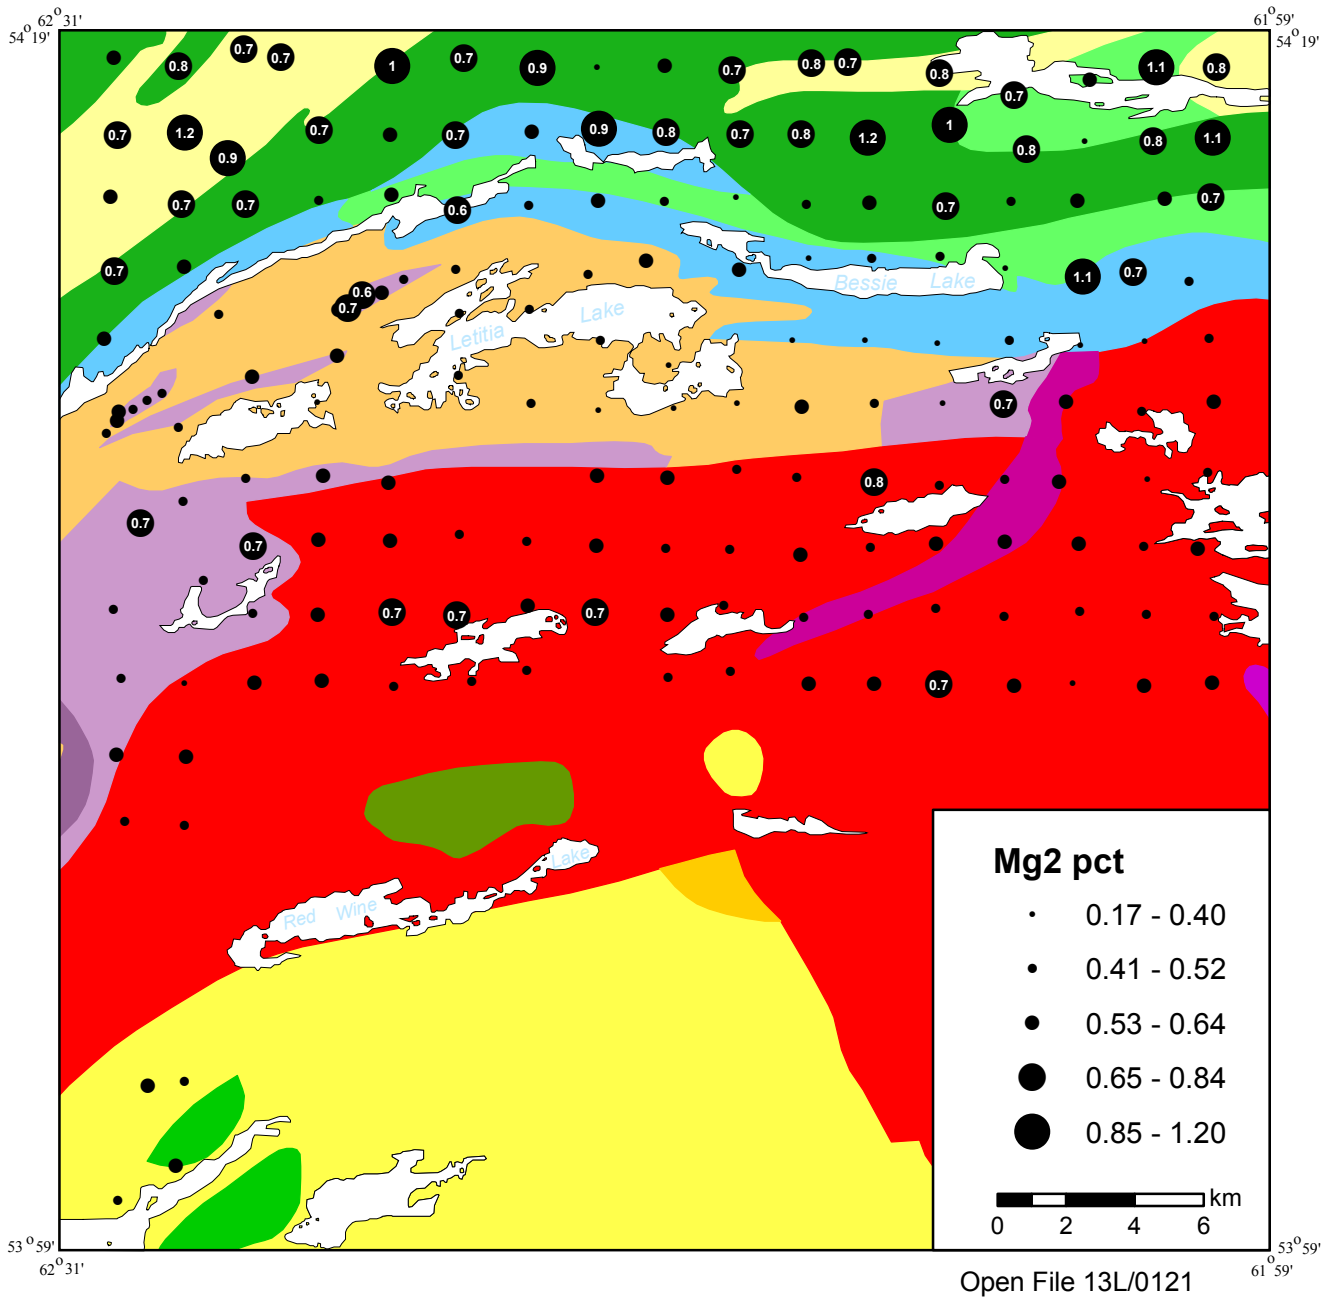 62°31' 61°59'
54°19' 54°19'
0.7 0.7 0.7
0.8 1 0.9 0.7 0.8 0.7 0.8 1.1 0.8
0.7
0.7 1.2 0.7 0.7 0.9 0.8 0.7 0.8 1.2 1 0.8 0.8 1.1
0.9
0.7 0.7 0.6 0.7 0.7
0.7 1.1 0.7
Bessie Lake
0.6
0.7
Letitia Lake
0.7
0.8
0.7
0.7
0.7 0.7 0.7
0.7
Lake
Red Wine
Mg2 pct
0.17 - 0.40
0.41 - 0.52
0.53 - 0.64
0.65 - 0.84
0.85 - 1.20
km
0 2 4 6
53°59' 53°59'
62°31' 61°59'
Open File 13L/0121